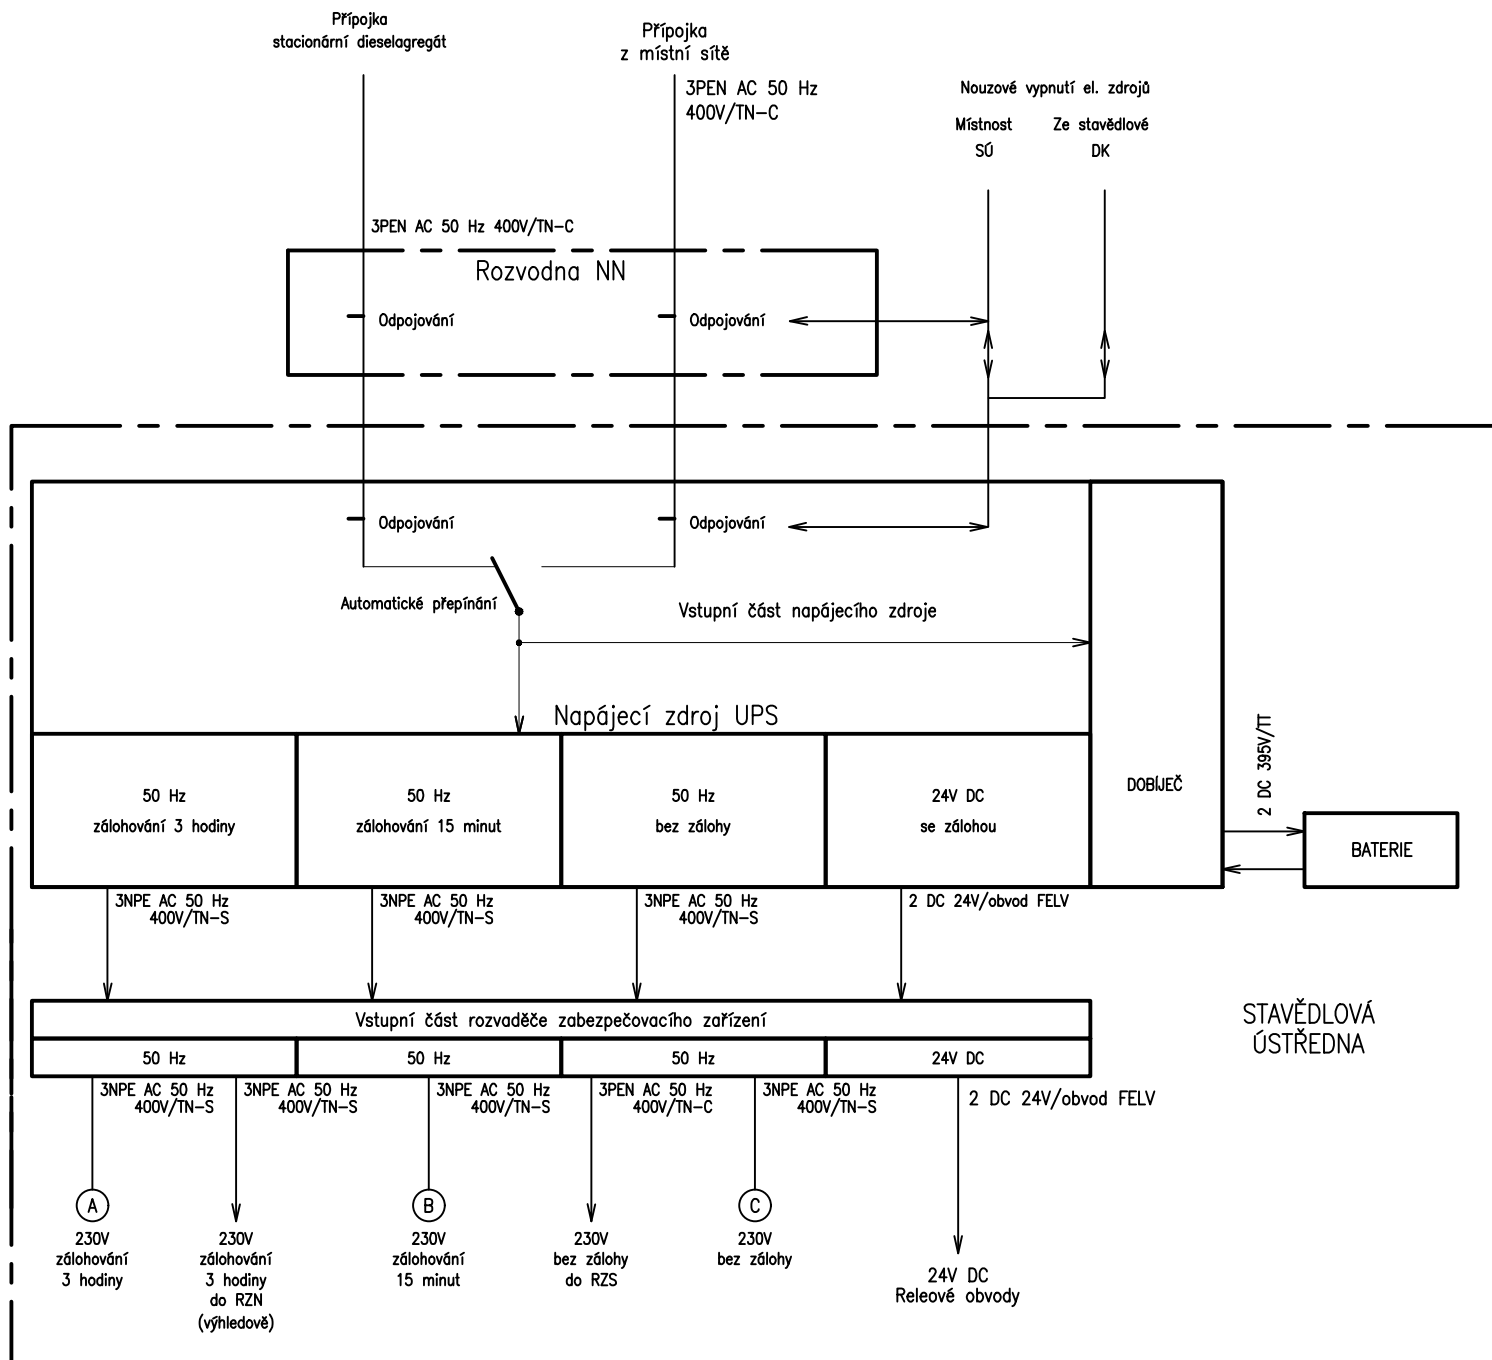 Přípojka
stacionární dieselagregát
Přípojka
z místní sítě
3PEN AC 50 Hz
400V/TN-C
Nouzové vypnutí el. zdrojů
Místnost
SÚ
Ze stavědlové
DK
3PEN AC 50 Hz 400V/TN-C
Rozvodna NN
Odpojování
Odpojování
Odpojování
Odpojování
Automatické přepínání
Vstupní část napájecího zdroje
Napájecí zdroj UPS
50 Hz
zálohování 3 hodiny
50 Hz
zálohování 15 minut
50 Hz
bez zálohy
24V DC
se zálohou
DOBÍJEČ
2 DC 395V/TT
BATERIE
3NPE AC 50 Hz
400V/TN-S
3NPE AC 50 Hz
400V/TN-S
3NPE AC 50 Hz
400V/TN-S
2 DC 24V/obvod FELV
Vstupní část rozvaděče zabezpečovacího zařízení
50 Hz
50 Hz
50 Hz
24V DC
STAVĚDLOVÁ
ÚSTŘEDNA
3NPE AC 50 Hz
400V/TN-S
3NPE AC 50 Hz
400V/TN-S
3NPE AC 50 Hz
400V/TN-S
3PEN AC 50 Hz
400V/TN-C
3NPE AC 50 Hz
400V/TN-S
2 DC 24V/obvod FELV
A
230V
zálohování
3 hodiny
230V
zálohování
3 hodiny
do RZN
(výhledově)
B
230V
zálohování
15 minut
230V
bez zálohy
do RZS
C
230V
bez zálohy
24V DC
Releové obvody